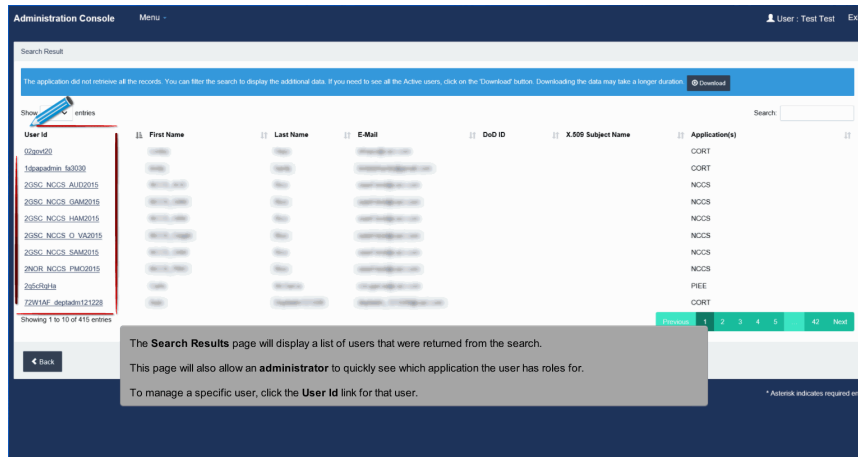 Administration Console Menu User : Test Test Ex
Search Result
The application did not retrieve all the records. You can filter the search to display the additional data. If you need to see all the Active users, click on the 'Download' button. Downloading the data may take a longer duration. Download
Show entries Search:
User Id First Name Last Name E-Mail DoD ID X.509 Subject Name Application(s)
02govt20 CORT
1dpapadmin_fa3030 CORT
2GSC_NCCS_AUD2015 NCCS
2GSC_NCCS_GAM2015 NCCS
2GSC_NCCS_HAM2015 NCCS
2GSC_NCCS_O_VA2015 NCCS
2GSC_NCCS_SAM2015 NCCS
2NOR_NCCS_PMO2015 NCCS
2q5cRqHa PIEE
72W1AF_deptadm121228 CORT
Showing 1 to 10 of 415 entries Previous 1 2 3 4 5 ... 42 Next
The Search Results page will display a list of users that were returned from the search.
Back
This page will also allow an administrator to quickly see which application the user has roles for.
To manage a specific user, click the User Id link for that user.
* Asterisk indicates required en